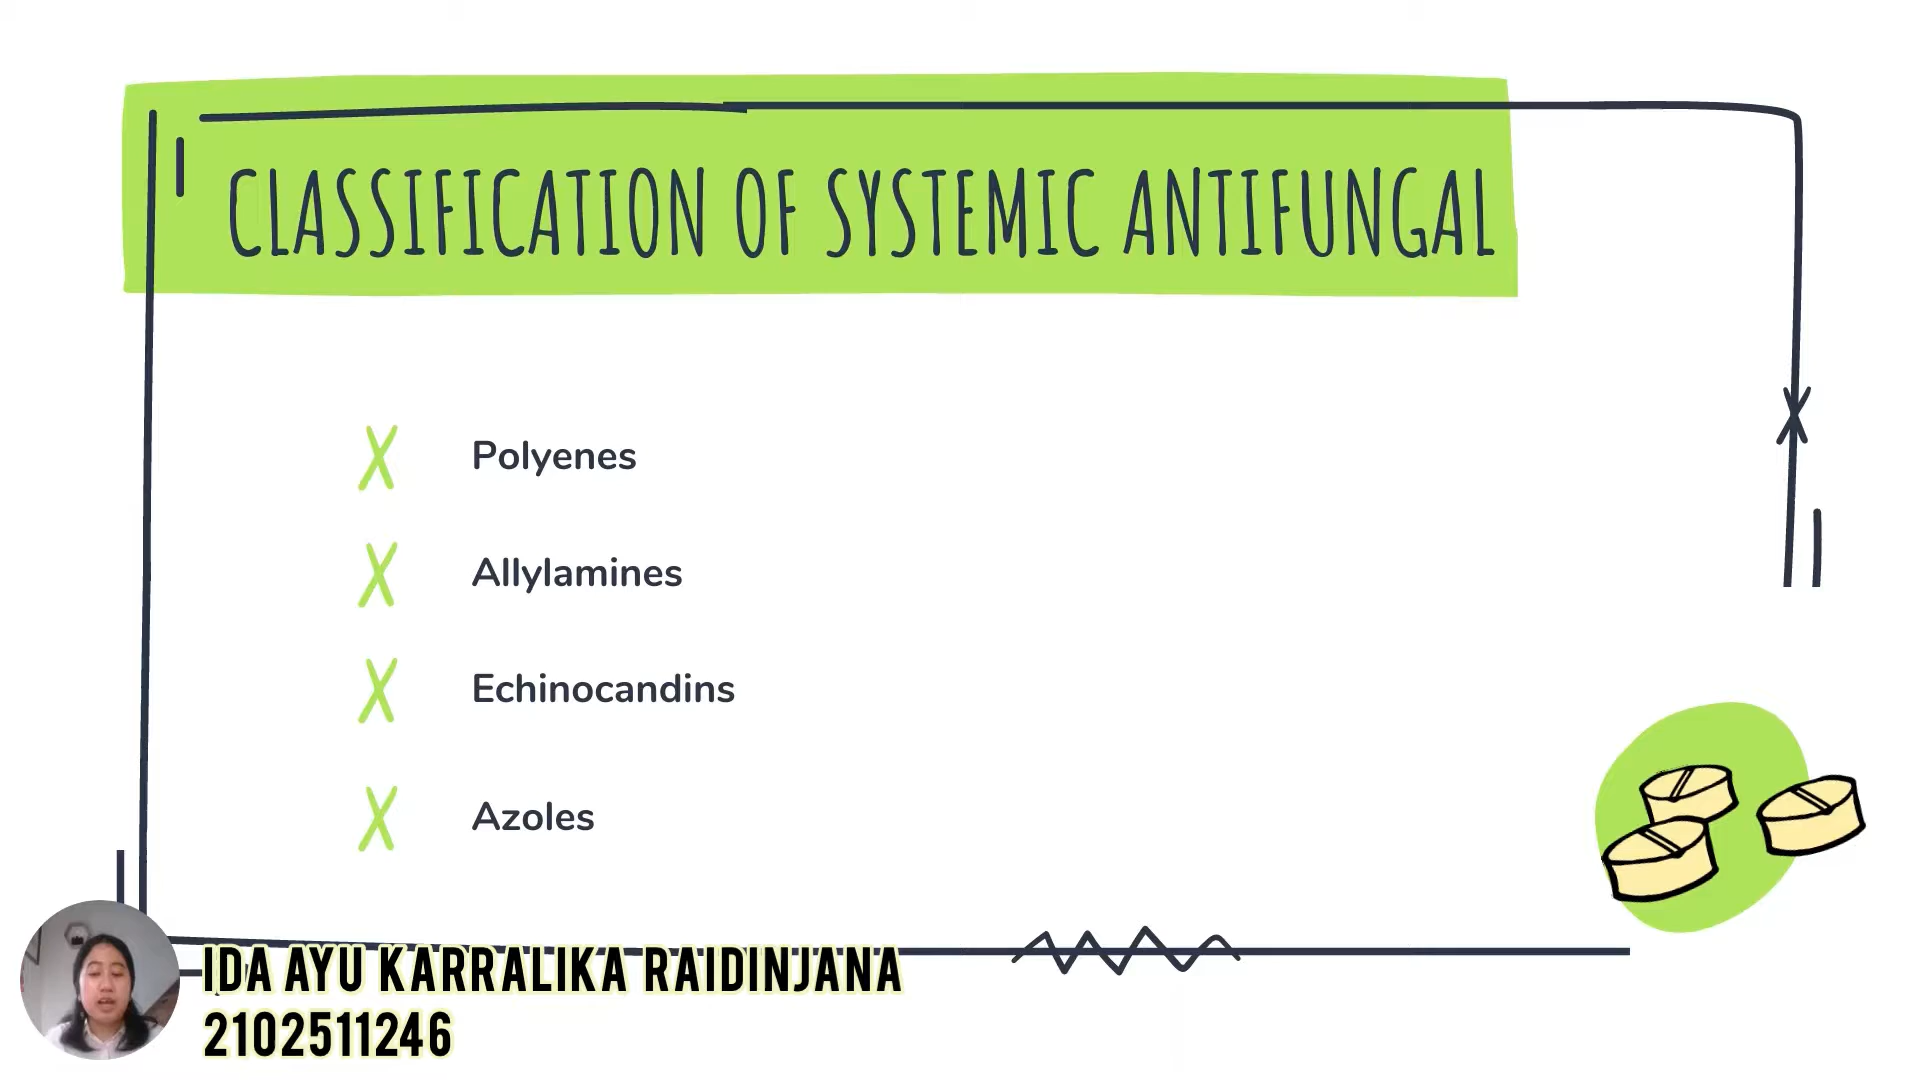 CLASSIFICATION OF SYSTEMIC ANTIFUNGAL
Polyenes
Allylamines
Echinocandins
Azoles
IDA AYU KARRALIKA RAIDINJANA
2102511246